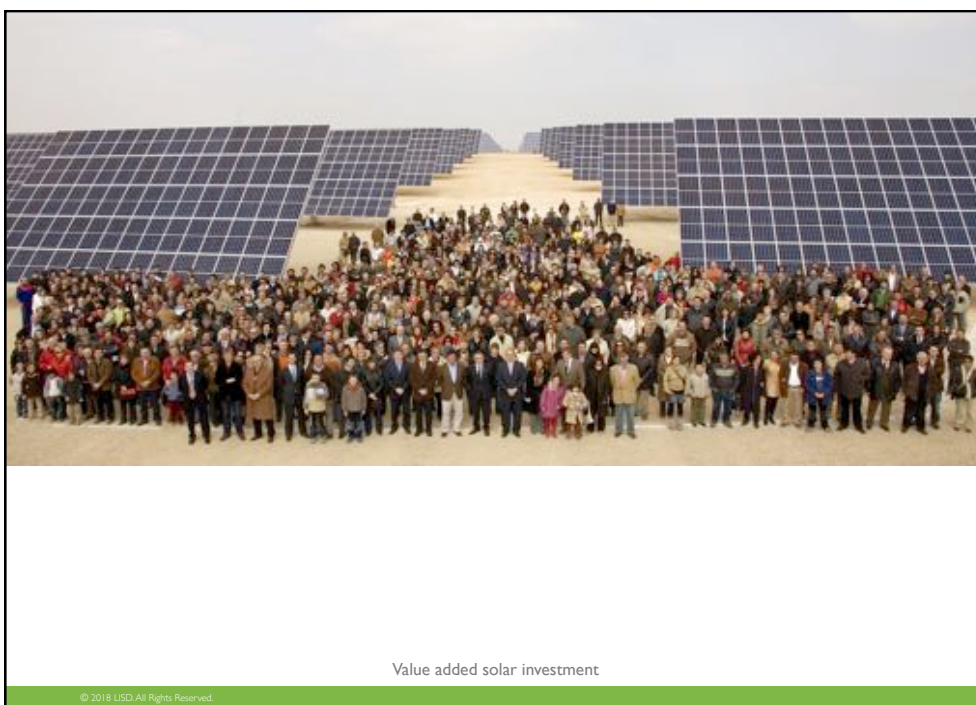 Value added solar investment
© 2018 LISD. All Rights Reserved.